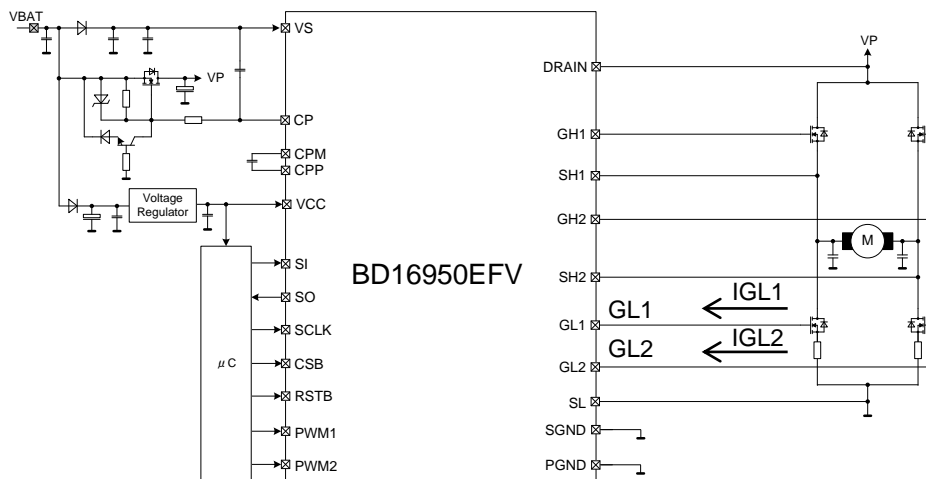 VBAT
VS
VP
CP
CPM
CPP
Voltage
Regulator
VCC
SI
SO
SCLK
CSB
RSTB
PWM1
PWM2
μC
BD16950EFV
VP
DRAIN
GH1
SH1
GH2
M
SH2
GL1
IGL1
GL1
GL2
IGL2
GL2
SL
SGND
PGND